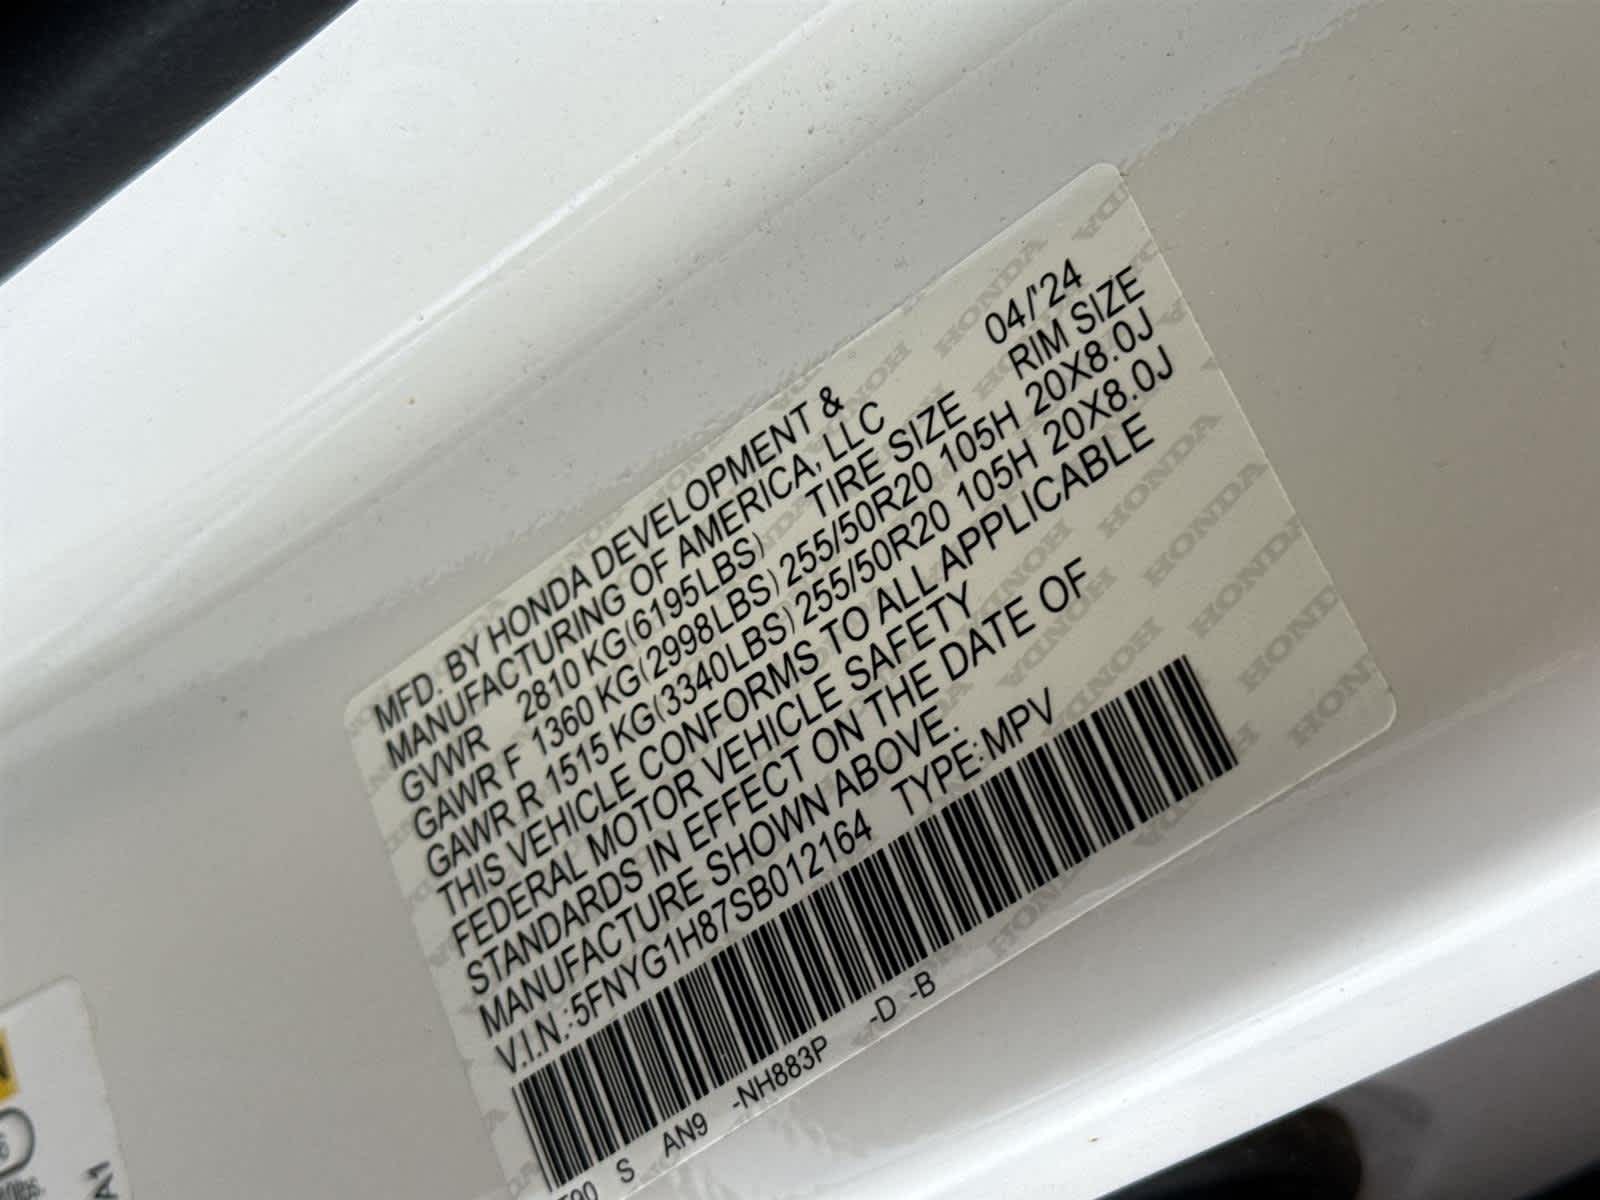 MFD. BY HONDA DEVELOPMENT &
MANUFACTURING OF AMERICA, LLC 04/'24
GVWR 2810 KG(6195LBS) TIRE SIZE RIM SIZE
GAWR F 1360 KG(2998LBS) 255/50R20 105H 20X8.0J
GAWR R 1515 KG(3340LBS) 255/50R20 105H 20X8.0J
THIS VEHICLE CONFORMS TO ALL APPLICABLE
FEDERAL MOTOR VEHICLE SAFETY
STANDARDS IN EFFECT ON THE DATE OF
MANUFACTURE SHOWN ABOVE.
V.I.N.:5FNYG1H87SB012164 TYPE:MPV
S AN9 -NH883P -D -B
A1